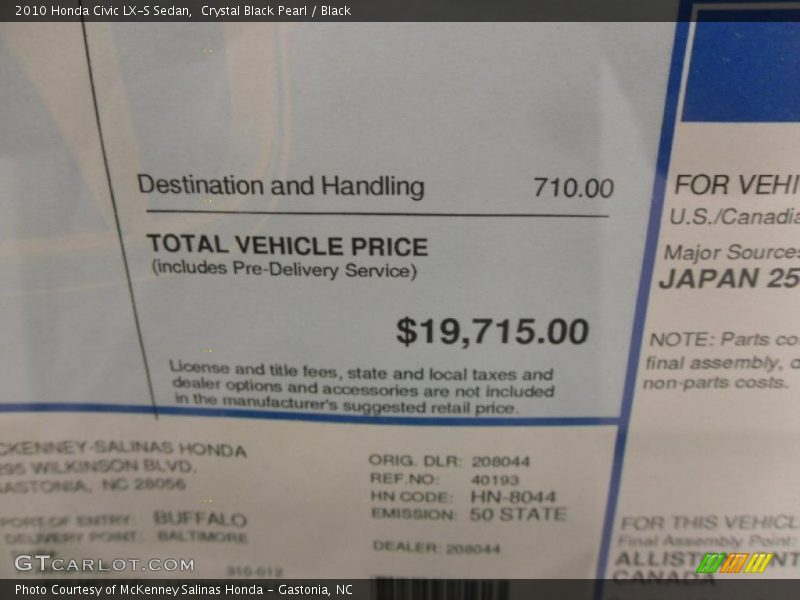 2010 Honda Civic LX-S Sedan,  Crystal Black Pearl / Black
Destination and Handling 710.00
TOTAL VEHICLE PRICE
(includes Pre-Delivery Service)
$19,715.00
License and title fees, state and local taxes and
dealer options and accessories are not included
in the manufacturer's suggested retail price.
FOR VEHI
U.S./Canadia
Major Sources
JAPAN 25
NOTE: Parts co
final assembly, d
non-parts costs.
CKENNEY-SALINAS HONDA
295 WILKINSON BLVD.
GASTONIA, NC 28056
PORT OF ENTRY: BUFFALO
DELIVERY POINT: BALTIMORE
310-012
ORIG. DLR: 208044
REF.NO: 40193
HN CODE: HN-8044
EMISSION: 50 STATE
DEALER: 208044
FOR THIS VEHICL
Final Assembly Point:
ALLISTON
CANADA
GTCARLOT.COM
Photo Courtesy of McKenney Salinas Honda - Gastonia, NC